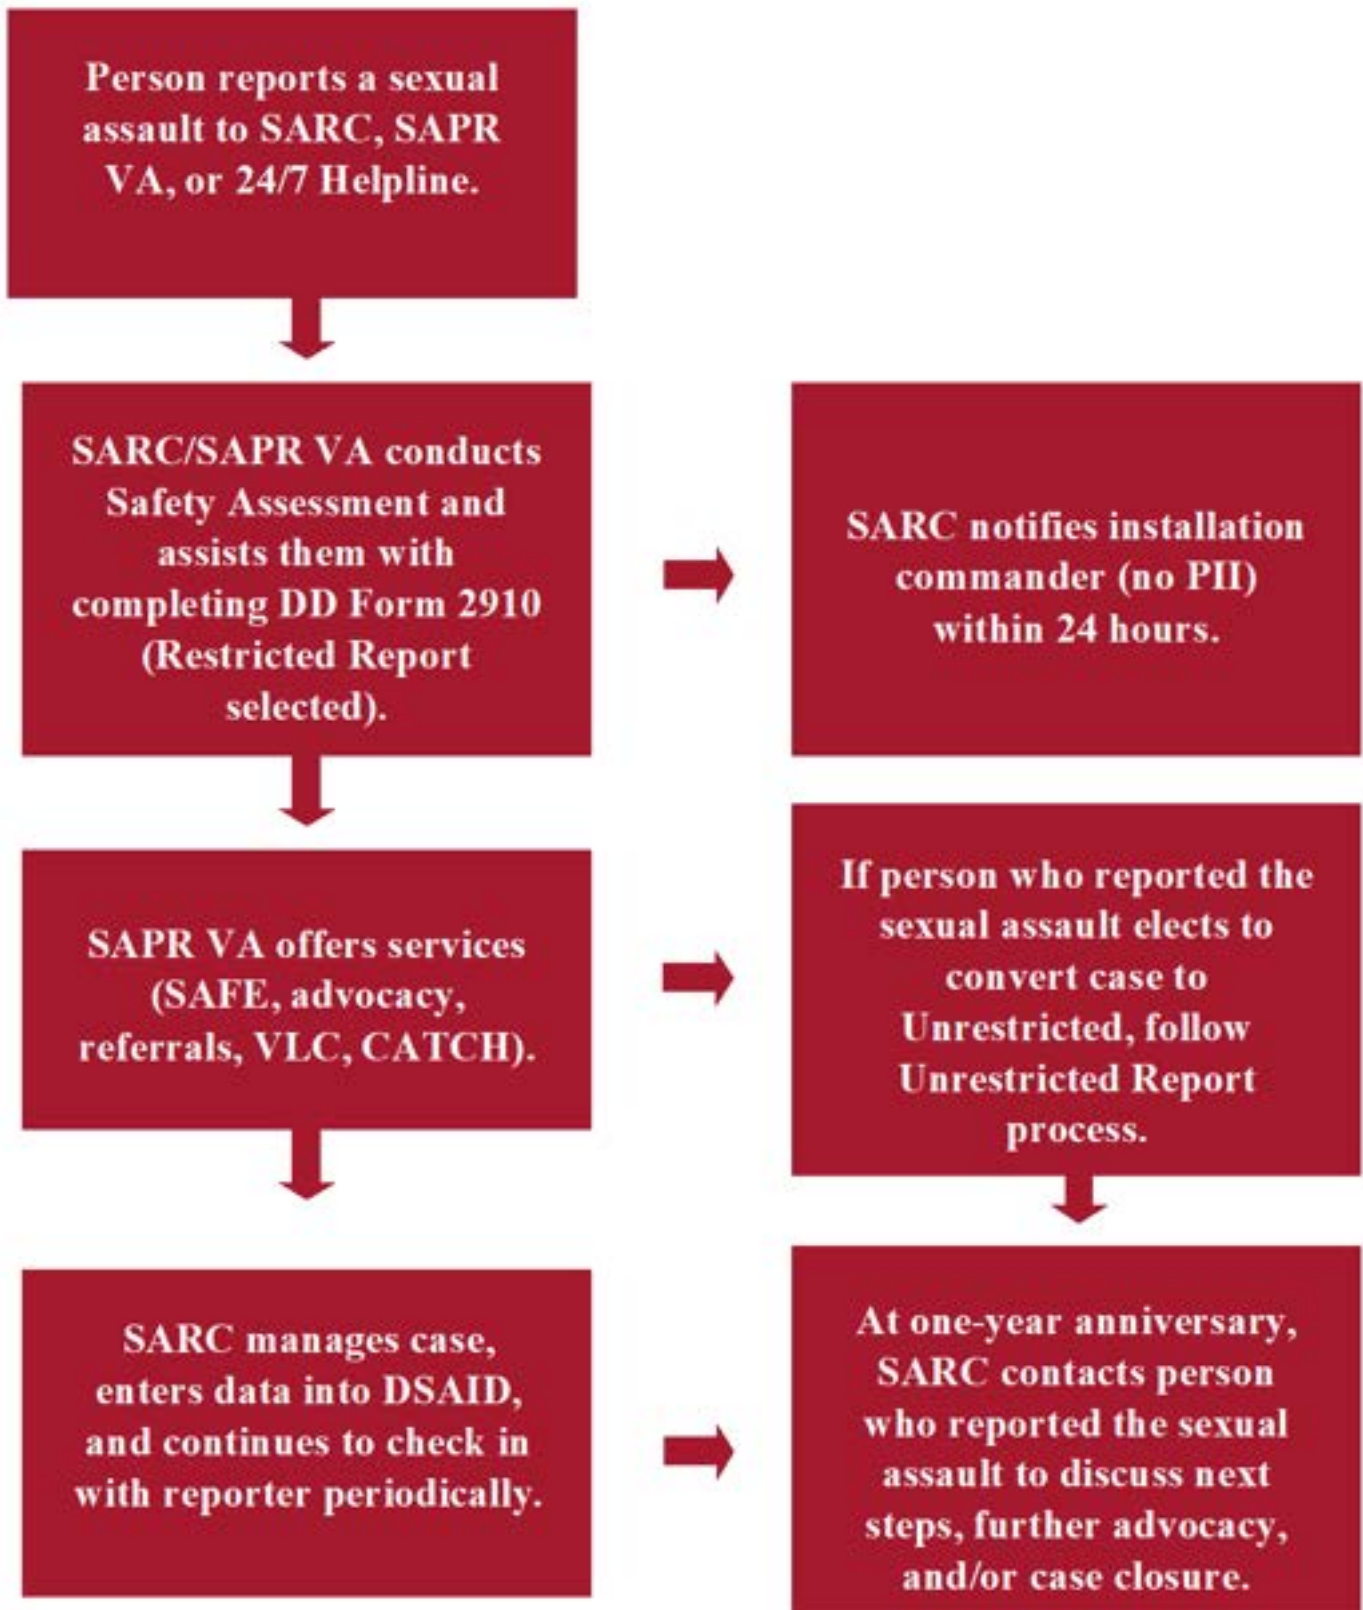 Person reports a sexual
assault to SARC, SAPR
VA, or 24/7 Helpline.
SARC/SAPR VA conducts
Safety Assessment and
assists them with
completing DD Form 2910
(Restricted Report
selected).
SARC notifies installation
commander (no PII)
within 24 hours.
SAPR VA offers services
(SAFE, advocacy,
referrals, VLC, CATCH).
If person who reported the
sexual assault elects to
convert case to
Unrestricted, follow
Unrestricted Report
process.
SARC manages case,
enters data into DSAID,
and continues to check in
with reporter periodically.
At one-year anniversary,
SARC contacts person
who reported the sexual
assault to discuss next
steps, further advocacy,
and/or case closure.